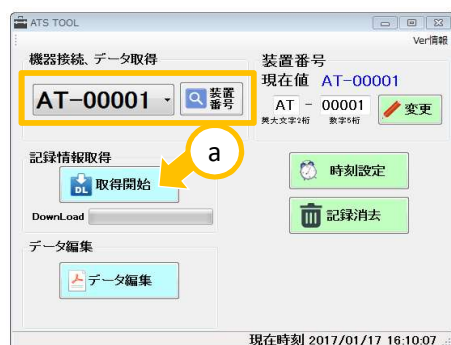 ATS TOOL
Ver情報
機器接続、データ取得
AT-00001
装置番号
装置番号
現在値 AT-00001
AT - 00001
英大文字2桁 数字5桁
変更
a
記録情報取得
DL 取得開始
DownLoad
時刻設定
記録消去
データ編集
データ編集
現在時刻 2017/01/17 16:10:07